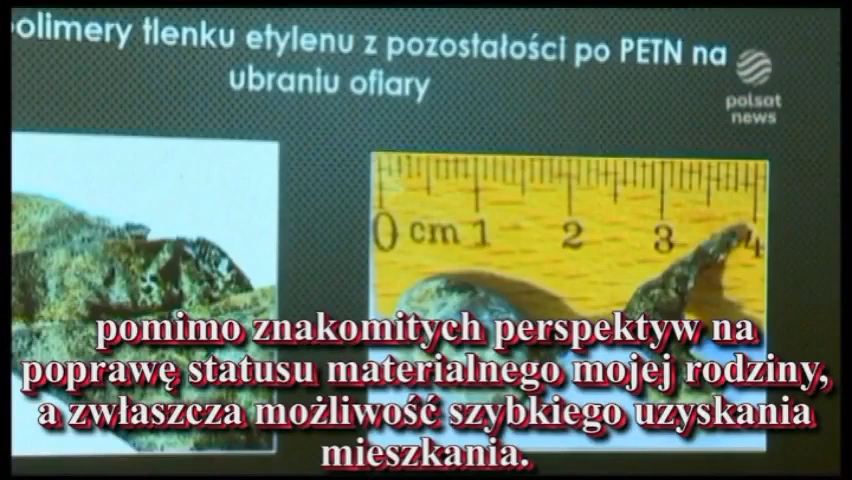 olimery tlenku etylenu z pozostałości po PETN na
ubraniu ofiary
polsat
news
0 cm 1 2 3 4
pomimo znakomitych perspektyw na
poprawę statusu materialnego mojej rodziny,
a zwłaszcza możliwość szybkiego uzyskania
mieszkania.